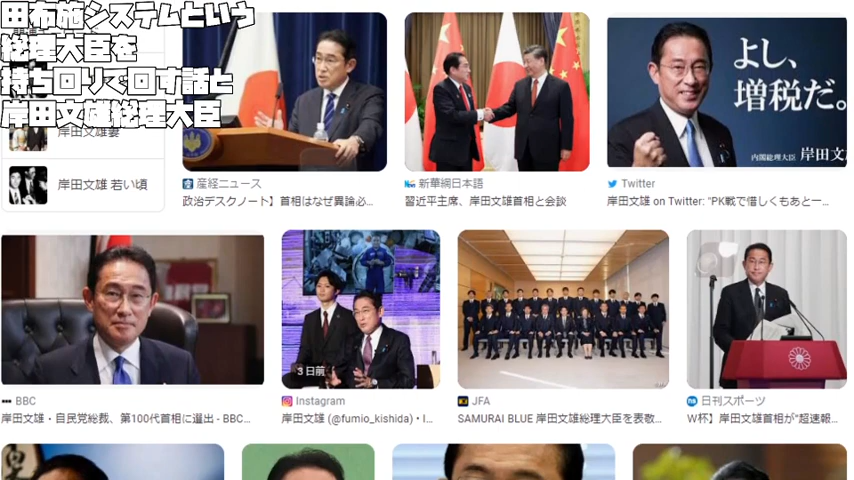 田布施システムという
総理大臣を
持ち回りで回す話と
岸田文雄総理大臣
岸田文雄 妻
岸田文雄 若い頃
産経ニュース
政治デスクノート】首相はなぜ異論必...
新華網日本語
習近平主席、岸田文雄首相と会談
よし、
増税だ。
内閣総理大臣 岸田文
Twitter
岸田文雄 on Twitter: "PK戦で惜しくもあと一...
BBC
岸田文雄・自民党総裁、第100代首相に選出 - BBC...
3 日前
Instagram
岸田文雄 (@fumio_kishida)・I...
JFA
SAMURAI BLUE 岸田文雄総理大臣を表敬...
日刊スポーツ
W杯】岸田文雄首相が"超速報...